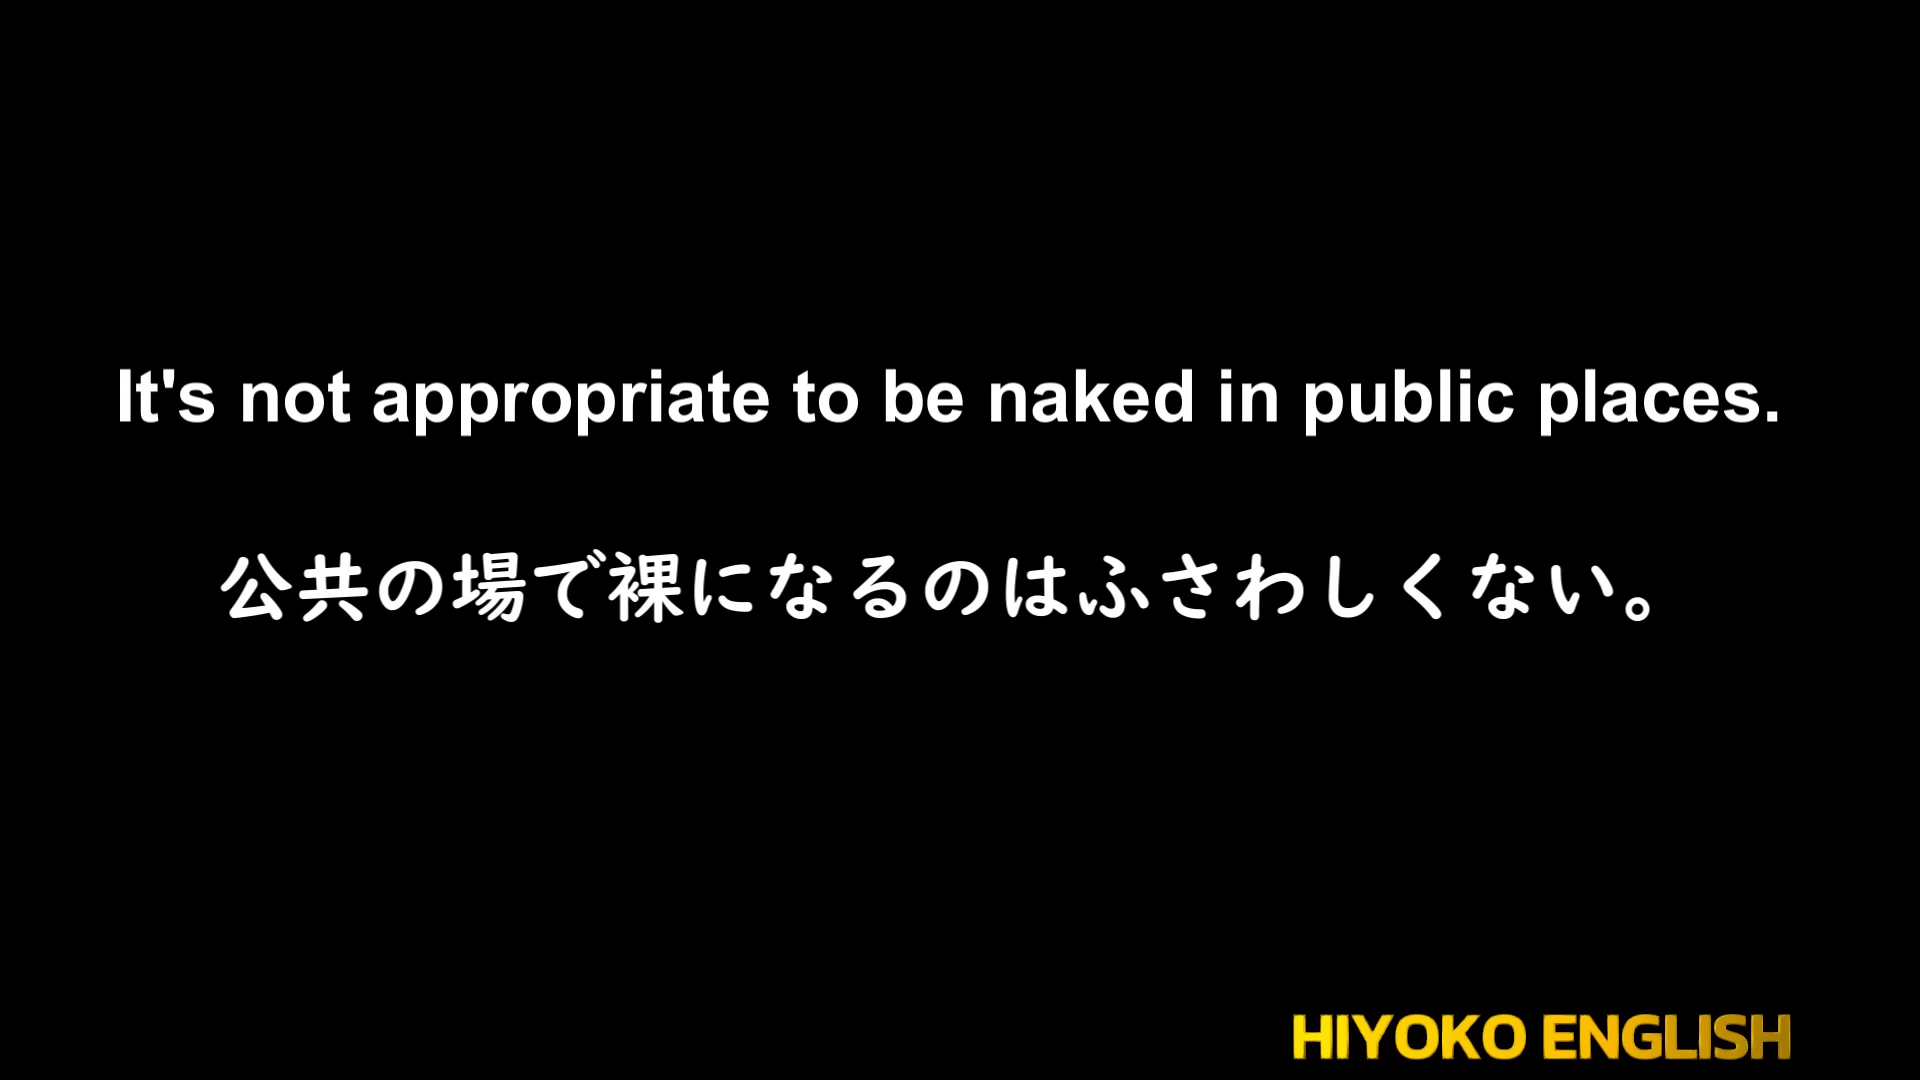 It's not appropriate to be naked in public places.
公共の場で裸になるのはふさわしくない。
HIYOKO ENGLISH